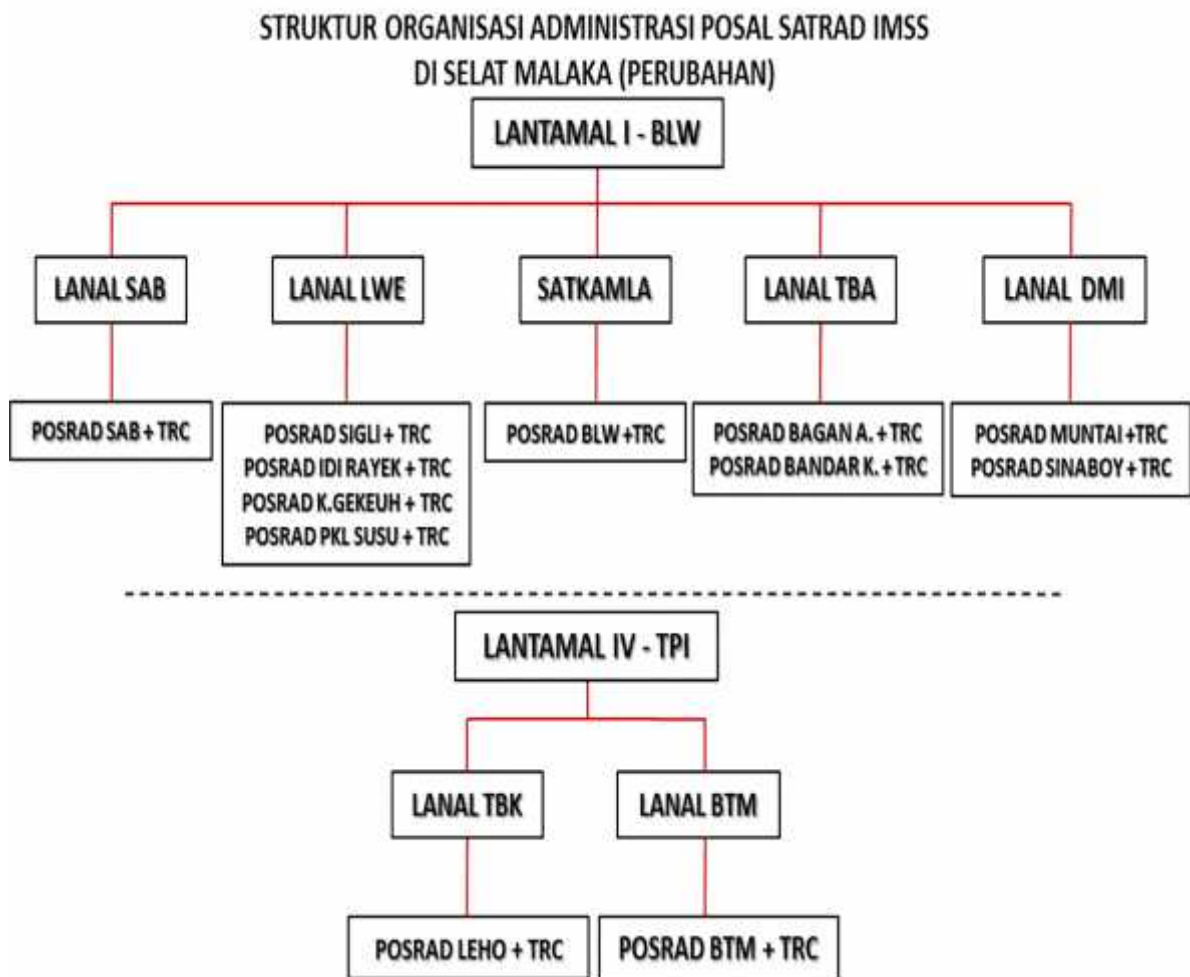 STRUKTUR ORGANISASI ADMINISTRASI POSAL SATRAD IMSS
DI SELAT MALAKA (PERUBAHAN)
LANTAMAL I - BLW
LANAL SAB
LANAL LWE
SATKAMLA
LANAL TBA
LANAL DMI
POSRAD SAB + TRC
POSRAD SIGLI + TRC
POSRAD IDI RAYEK + TRC
POSRAD K.GEKEUH + TRC
POSRAD PKL SUSU + TRC
POSRAD BLW +TRC
POSRAD BAGAN A. + TRC
POSRAD BANDAR K. + TRC
POSRAD MUNTAI +TRC
POSRAD SINABOY + TRC
LANTAMAL IV - TPI
LANAL TBK
LANAL BTM
POSRAD LEHO + TRC
POSRAD BTM + TRC